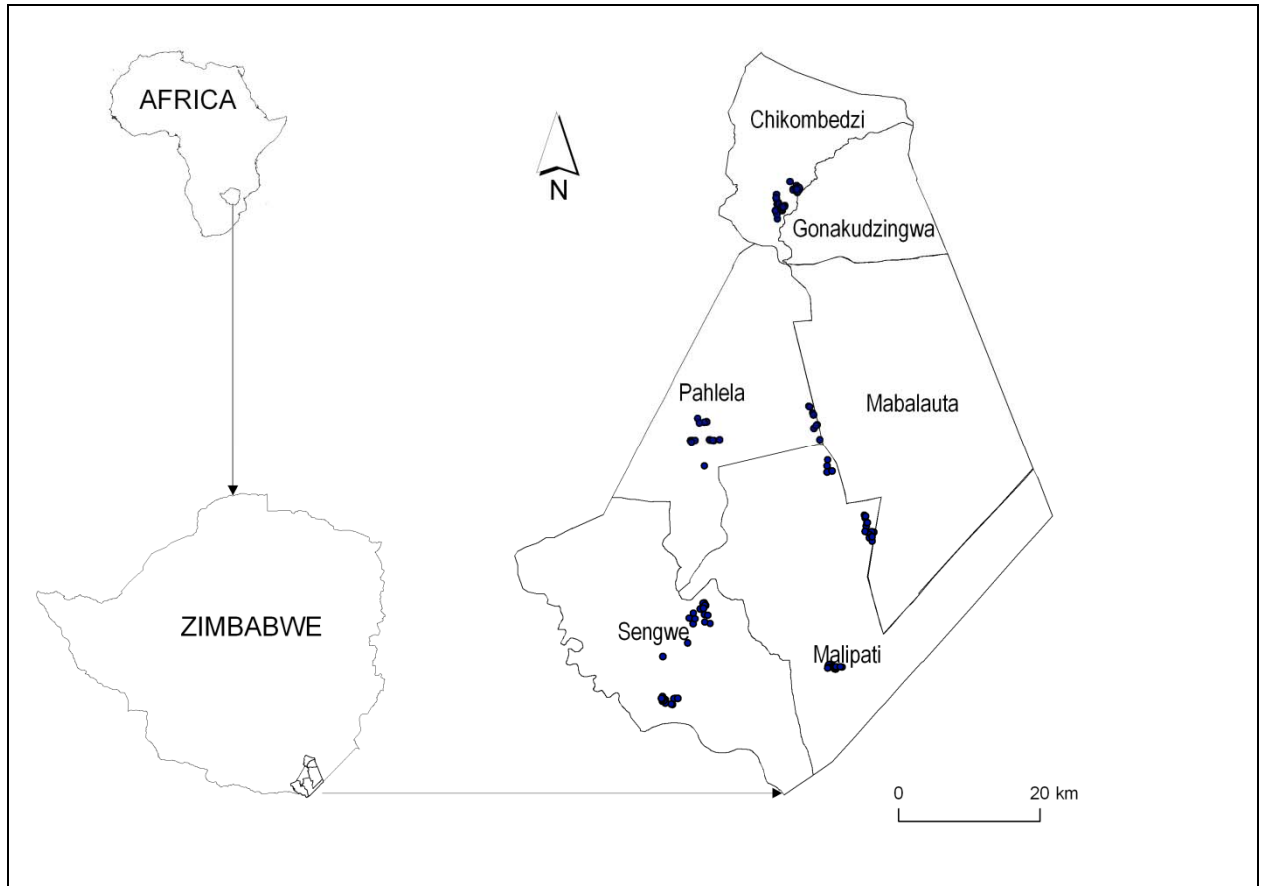 AFRICA
Chikombedzi
N
Gonakudzingwa
Pahlela
Mabalauta
ZIMBABWE
Sengwe
Malipati
0 20 km